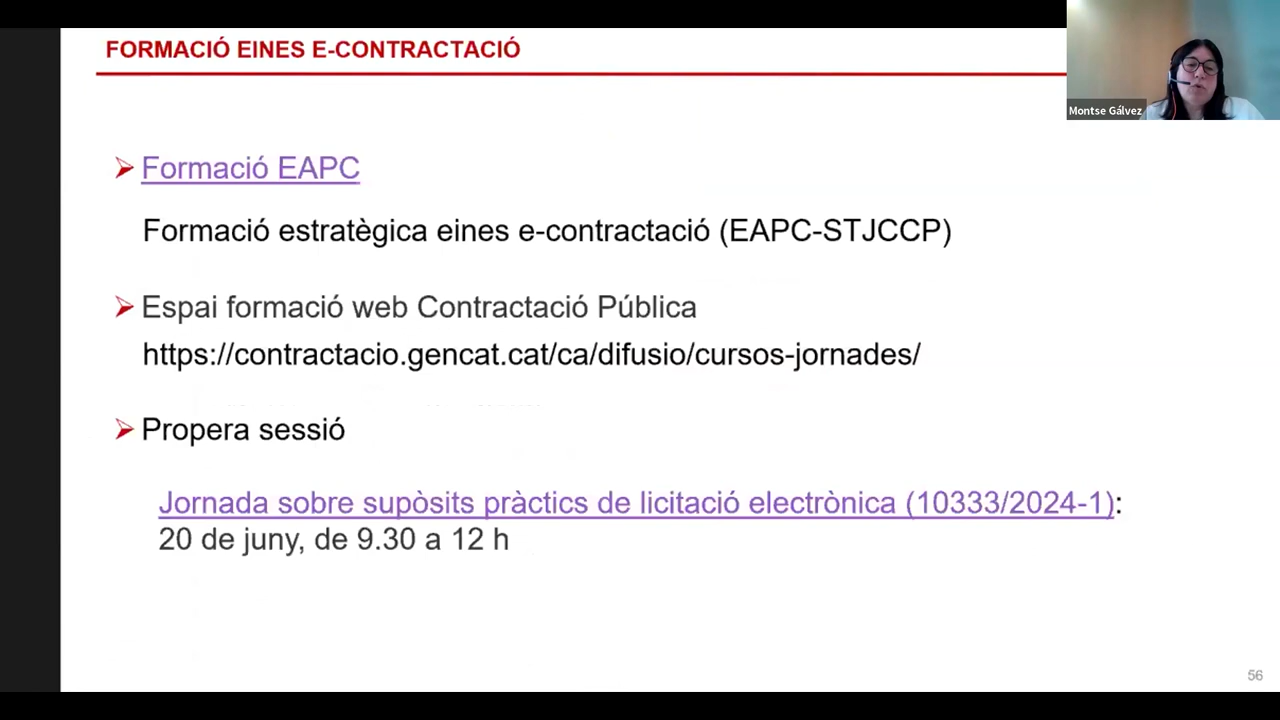 FORMACIÓ EINES E-CONTRACTACIÓ
Montse Gálvez
Formació EAPC
Formació estratègica eines e-contractació (EAPC-STJCCP)
Espai formació web Contractació Pública
https://contractacio.gencat.cat/ca/difusio/cursos-jornades/
Propera sessió
Jornada sobre supòsits pràctics de licitació electrònica (10333/2024-1):
20 de juny, de 9.30 a 12 h
56